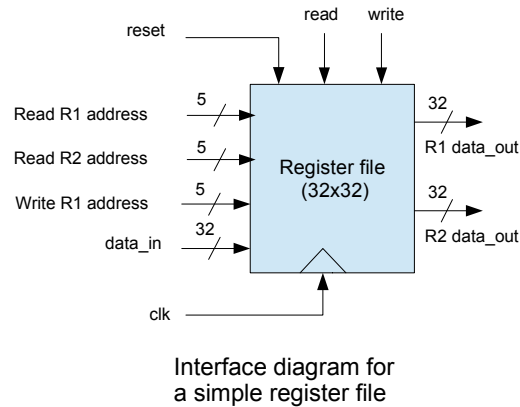 read write
reset
5
32
Read R1 address
R1 data_out
5
Read R2 address
Register file
(32x32)
5
32
Write R1 address
32
R2 data_out
data_in
clk
Interface diagram for
a simple register file